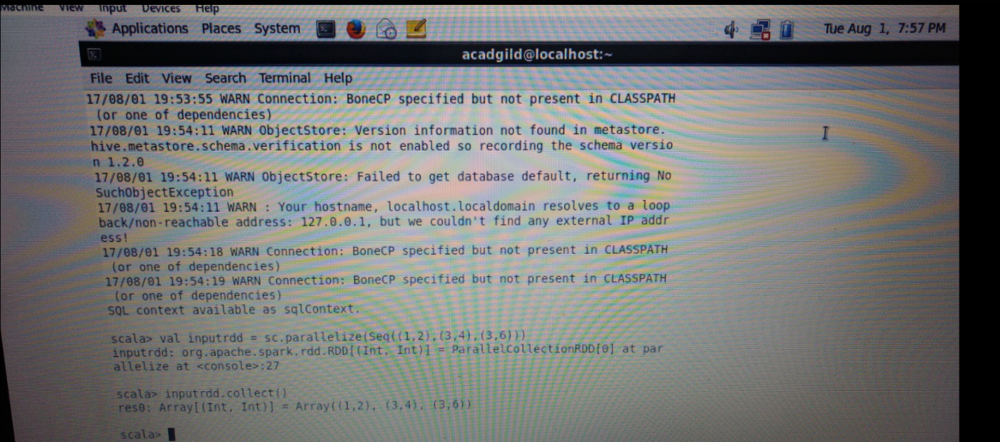 Machine View Input Devices Help
Applications Places System Tue Aug 1, 7:57 PM
acadgild@localhost:~
File Edit View Search Terminal Help
17/08/01 19:53:55 WARN Connection: BoneCP specified but not present in CLASSPATH
(or one of dependencies)
17/08/01 19:54:11 WARN ObjectStore: Version information not found in metastore.
hive.metastore.schema.verification is not enabled so recording the schema versio
n 1.2.0
17/08/01 19:54:11 WARN ObjectStore: Failed to get database default, returning No
SuchObjectException
17/08/01 19:54:11 WARN : Your hostname, localhost.localdomain resolves to a loop
back/non-reachable address: 127.0.0.1, but we couldn't find any external IP addr
ess!
17/08/01 19:54:18 WARN Connection: BoneCP specified but not present in CLASSPATH
(or one of dependencies)
17/08/01 19:54:19 WARN Connection: BoneCP specified but not present in CLASSPATH
(or one of dependencies)
SQL context available as sqlContext.
scala> val inputrdd = sc.parallelize(Seq((1,2),(3,4),(3,6)))
inputrdd: org.apache.spark.rdd.RDD[(Int, Int)] = ParallelCollectionRDD[0] at par
allelize at <console>:27
scala> inputrdd.collect()
res0: Array[(Int, Int)] = Array((1,2), (3,4), (3,6))
scala>